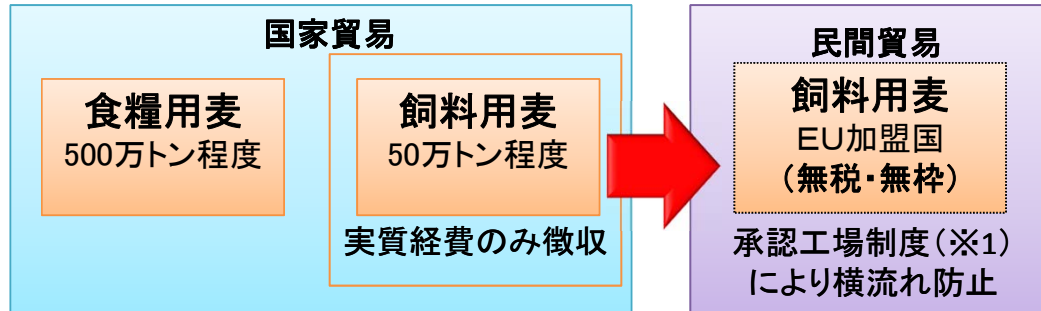 国家貿易
食糧用麦
500万トン程度
飼料用麦
50万トン程度
実質経費のみ徴収
民間貿易
飼料用麦
EU加盟国
(無税・無枠)
承認工場制度(※1)
により横流れ防止